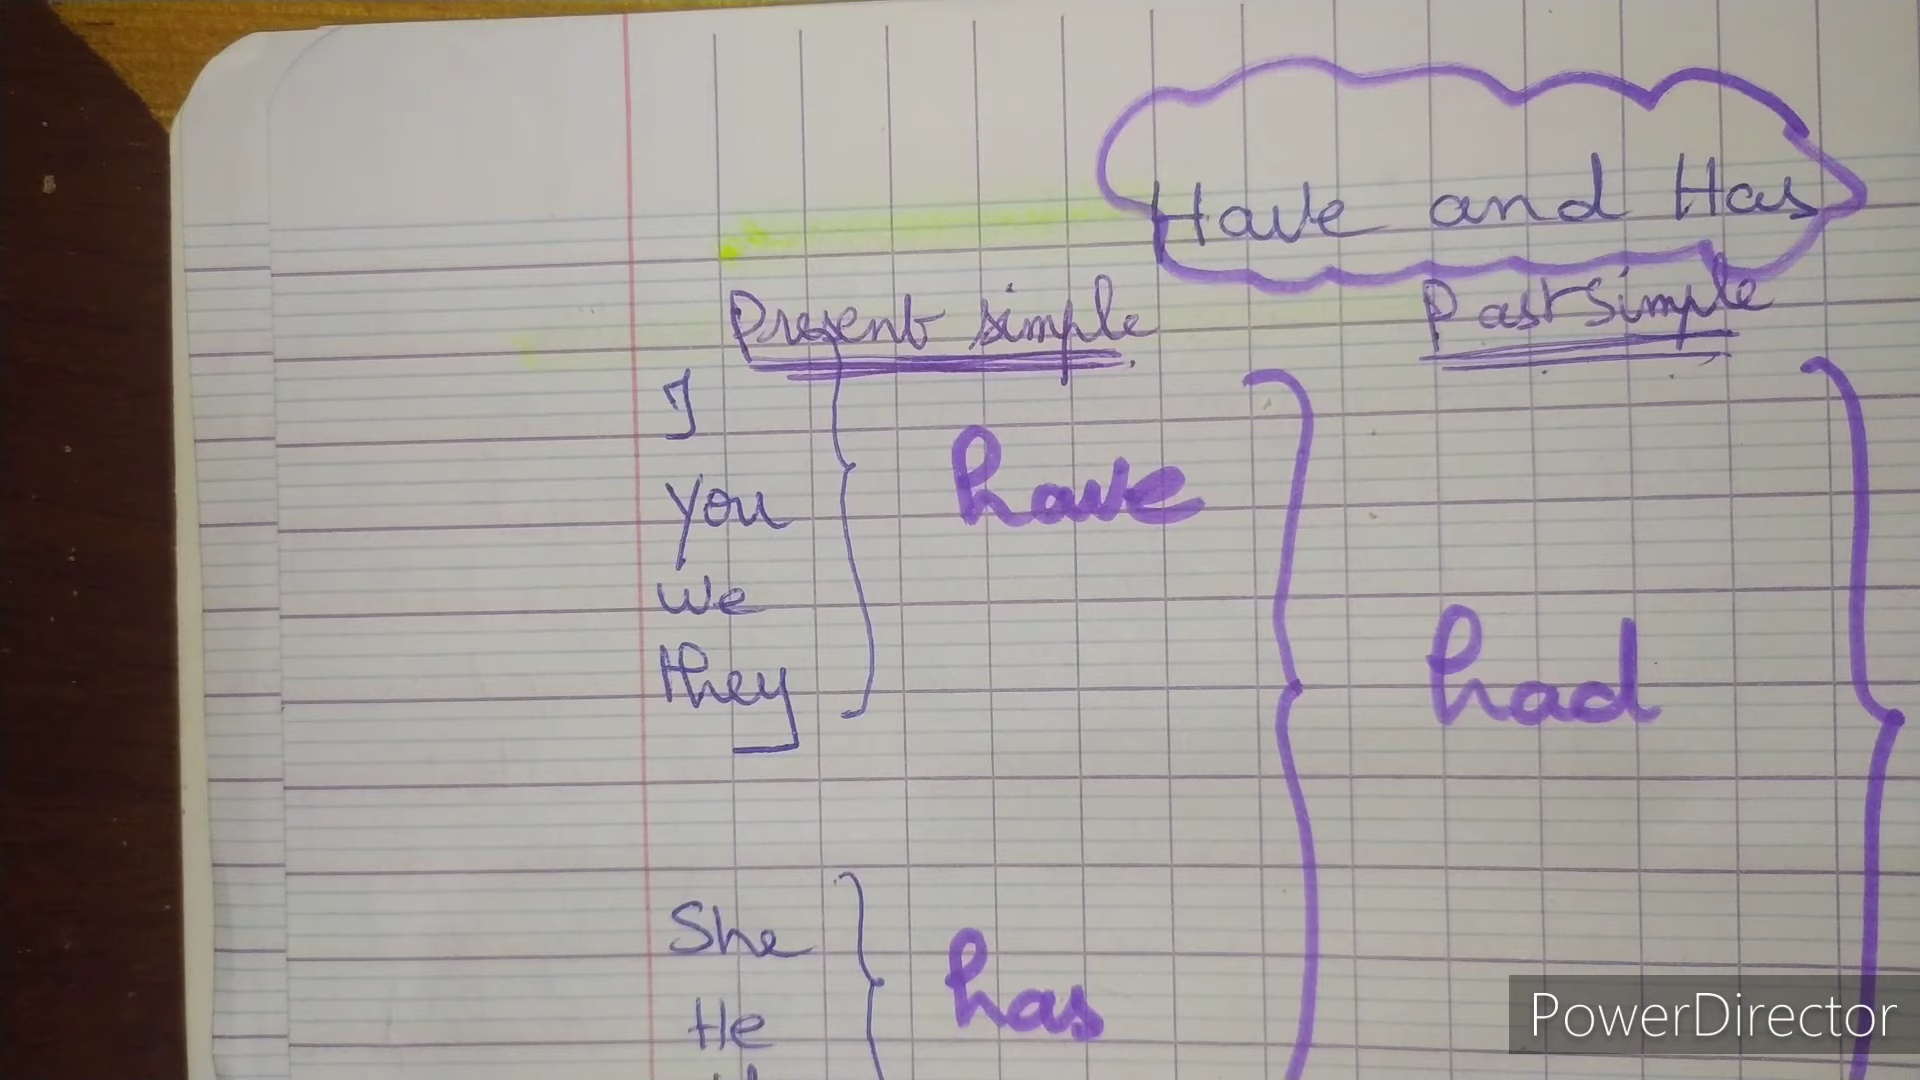 Have and Has
Present simple
Past simple
I
you
we
they
have
had
She
He
has
PowerDirector